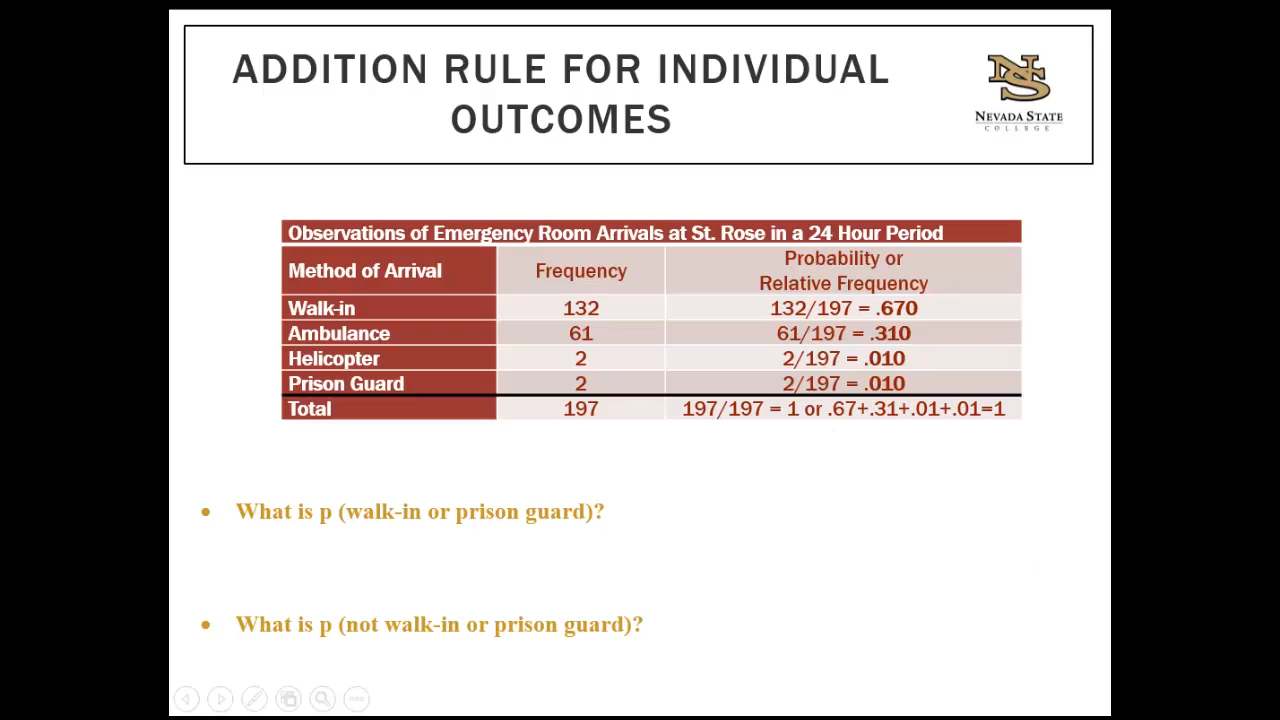 ADDITION RULE FOR INDIVIDUAL
OUTCOMES
NEVADA STATE
COLLEGE
Observations of Emergency Room Arrivals at St. Rose in a 24 Hour Period
Method of Arrival Frequency Probability or
Relative Frequency
Walk-in 132 132/197 = .670
Ambulance 61 61/197 = .310
Helicopter 2 2/197 = .010
Prison Guard 2 2/197 = .010
Total 197 197/197 = 1 or .67+.31+.01+.01=1
• What is p (walk-in or prison guard)?
• What is p (not walk-in or prison guard)?